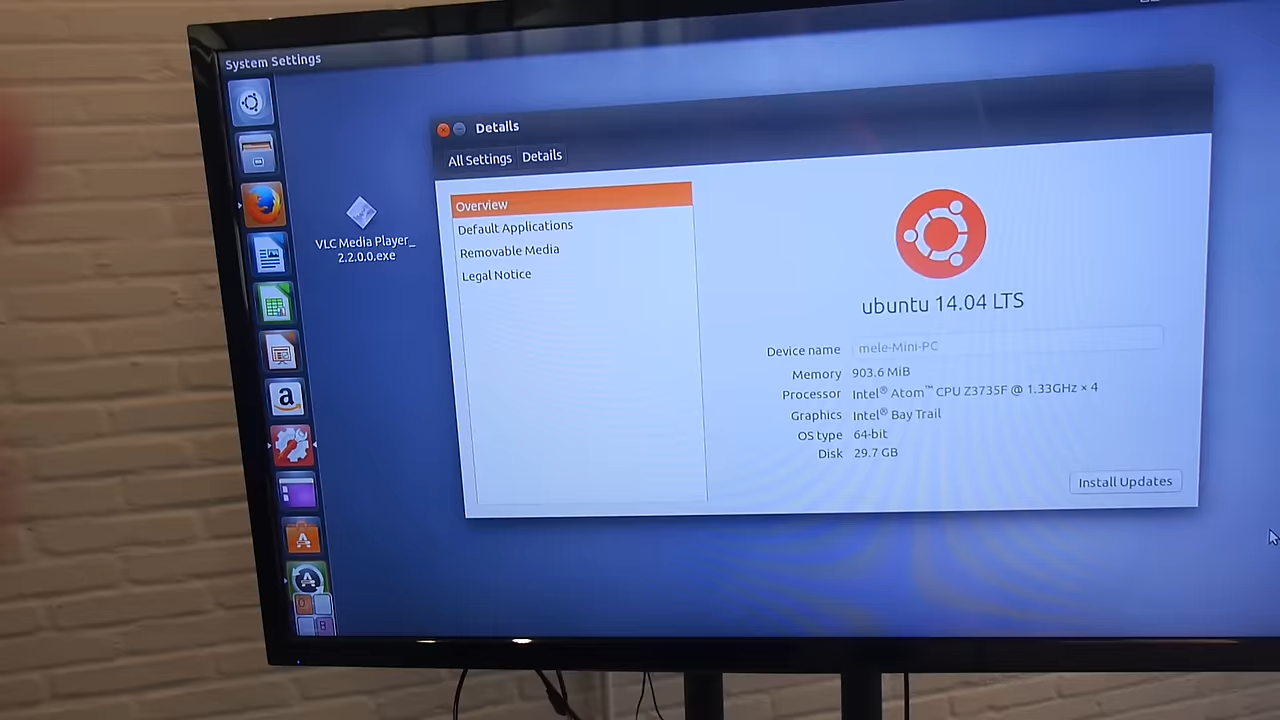 System Settings
VLC Media Player_
2.2.0.0.exe
Details
All Settings Details
Overview
Default Applications
Removable Media
Legal Notice
ubuntu 14.04 LTS
Device name mele-Mini-PC
Memory 903.6 MiB
Processor Intel® Atom™ CPU Z3735F @ 1.33GHz × 4
Graphics Intel® Bay Trail
OS type 64-bit
Disk 29.7 GB
Install Updates